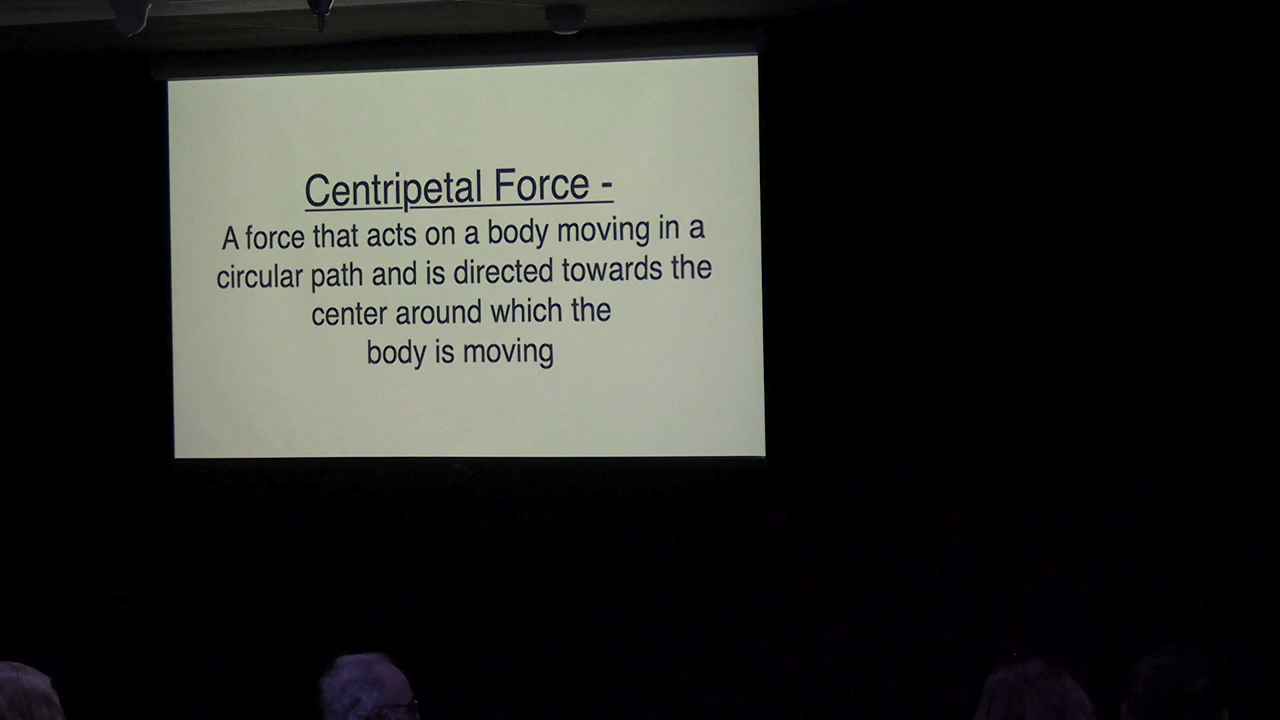 Centripetal Force -
A force that acts on a body moving in a
circular path and is directed towards the
center around which the
body is moving